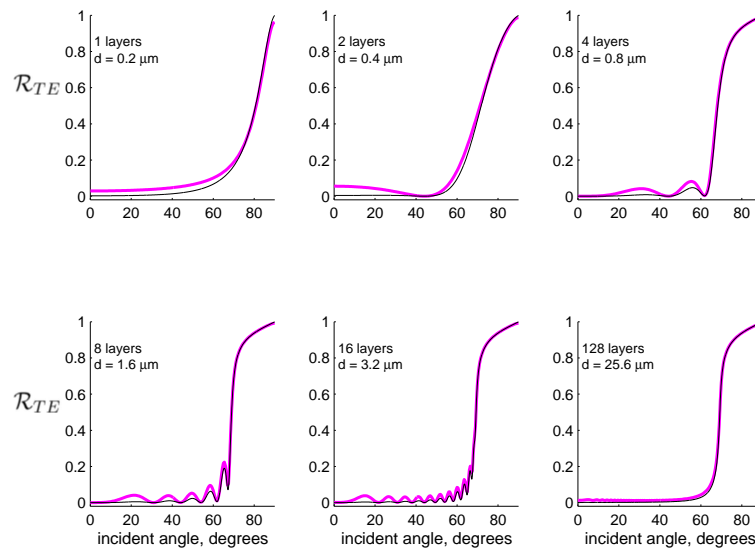 1
0.8
0.6
0.4
0.2
0
0 20 40 60 80
1 layers
d = 0.2 μm
R_TE
1
0.8
0.6
0.4
0.2
0
0 20 40 60 80
2 layers
d = 0.4 μm
1
0.8
0.6
0.4
0.2
0
0 20 40 60 80
4 layers
d = 0.8 μm
1
0.8
0.6
0.4
0.2
0
0 20 40 60 80
8 layers
d = 1.6 μm
R_TE
incident angle, degrees
1
0.8
0.6
0.4
0.2
0
0 20 40 60 80
16 layers
d = 3.2 μm
incident angle, degrees
1
0.8
0.6
0.4
0.2
0
0 20 40 60 80
128 layers
d = 25.6 μm
incident angle, degrees